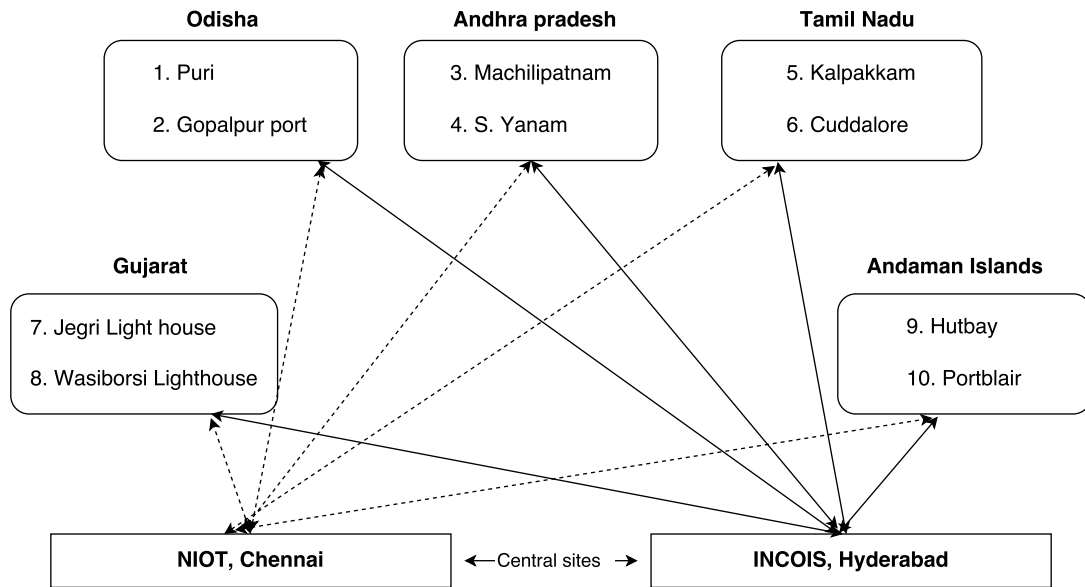 Odisha
Andhra pradesh
Tamil Nadu
1. Puri
2. Gopalpur port
3. Machilipatnam
4. S. Yanam
5. Kalpakkam
6. Cuddalore
Gujarat
Andaman Islands
7. Jegri Light house
8. Wasiborsi Lighthouse
9. Hutbay
10. Portblair
NIOT, Chennai
Central sites
INCOIS, Hyderabad